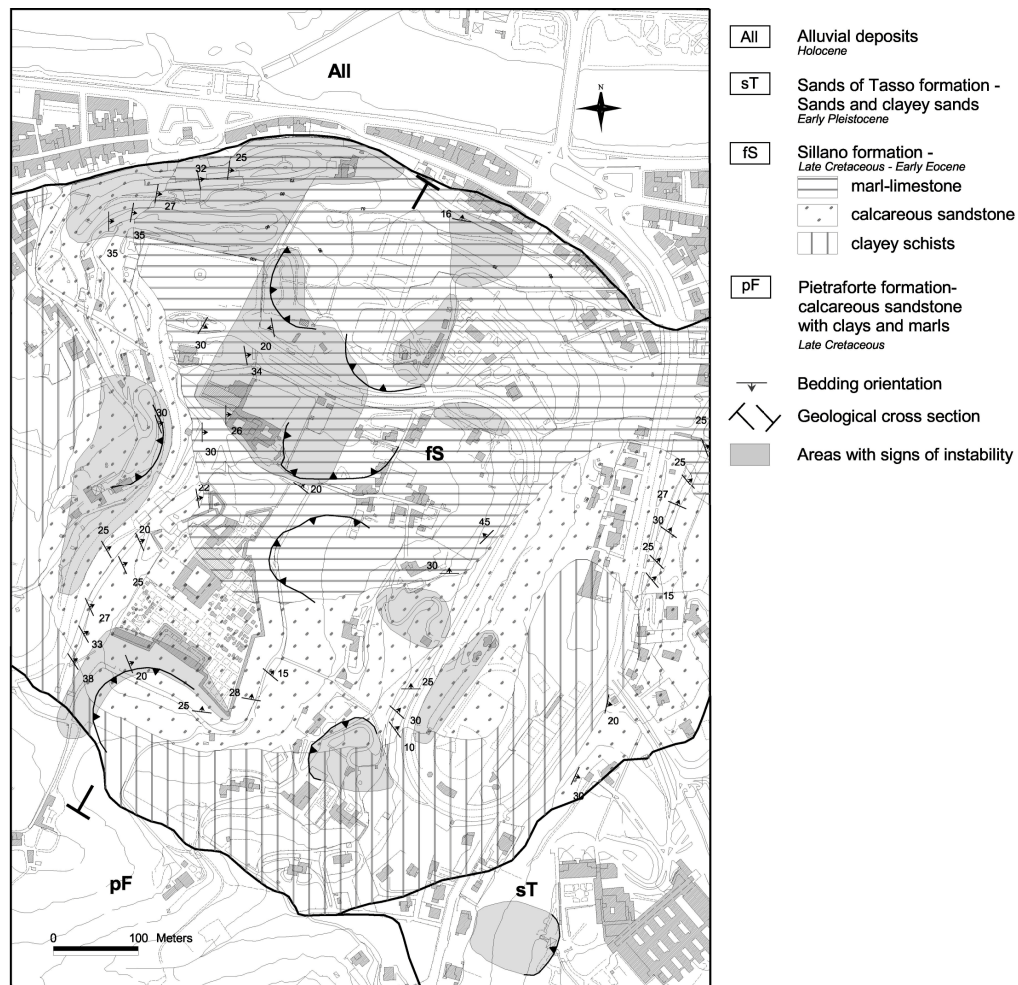 All
N
25
32
27
16
35
35
30
20
34
30
26
30
fS
25
22
20
25
45
27
25
20
30
30
25
25
15
27
33
20
15
38
28
25
25
30
20
10
30
pF
sT
0 100 Meters
All Alluvial deposits
Holocene
sT Sands of Tasso formation -
Sands and clayey sands
Early Pleistocene
fS Sillano formation -
Late Cretaceous - Early Eocene
marl-limestone
calcareous sandstone
clayey schists
pF Pietraforte formation-
calcareous sandstone
with clays and marls
Late Cretaceous
Bedding orientation
Geological cross section
Areas with signs of instability